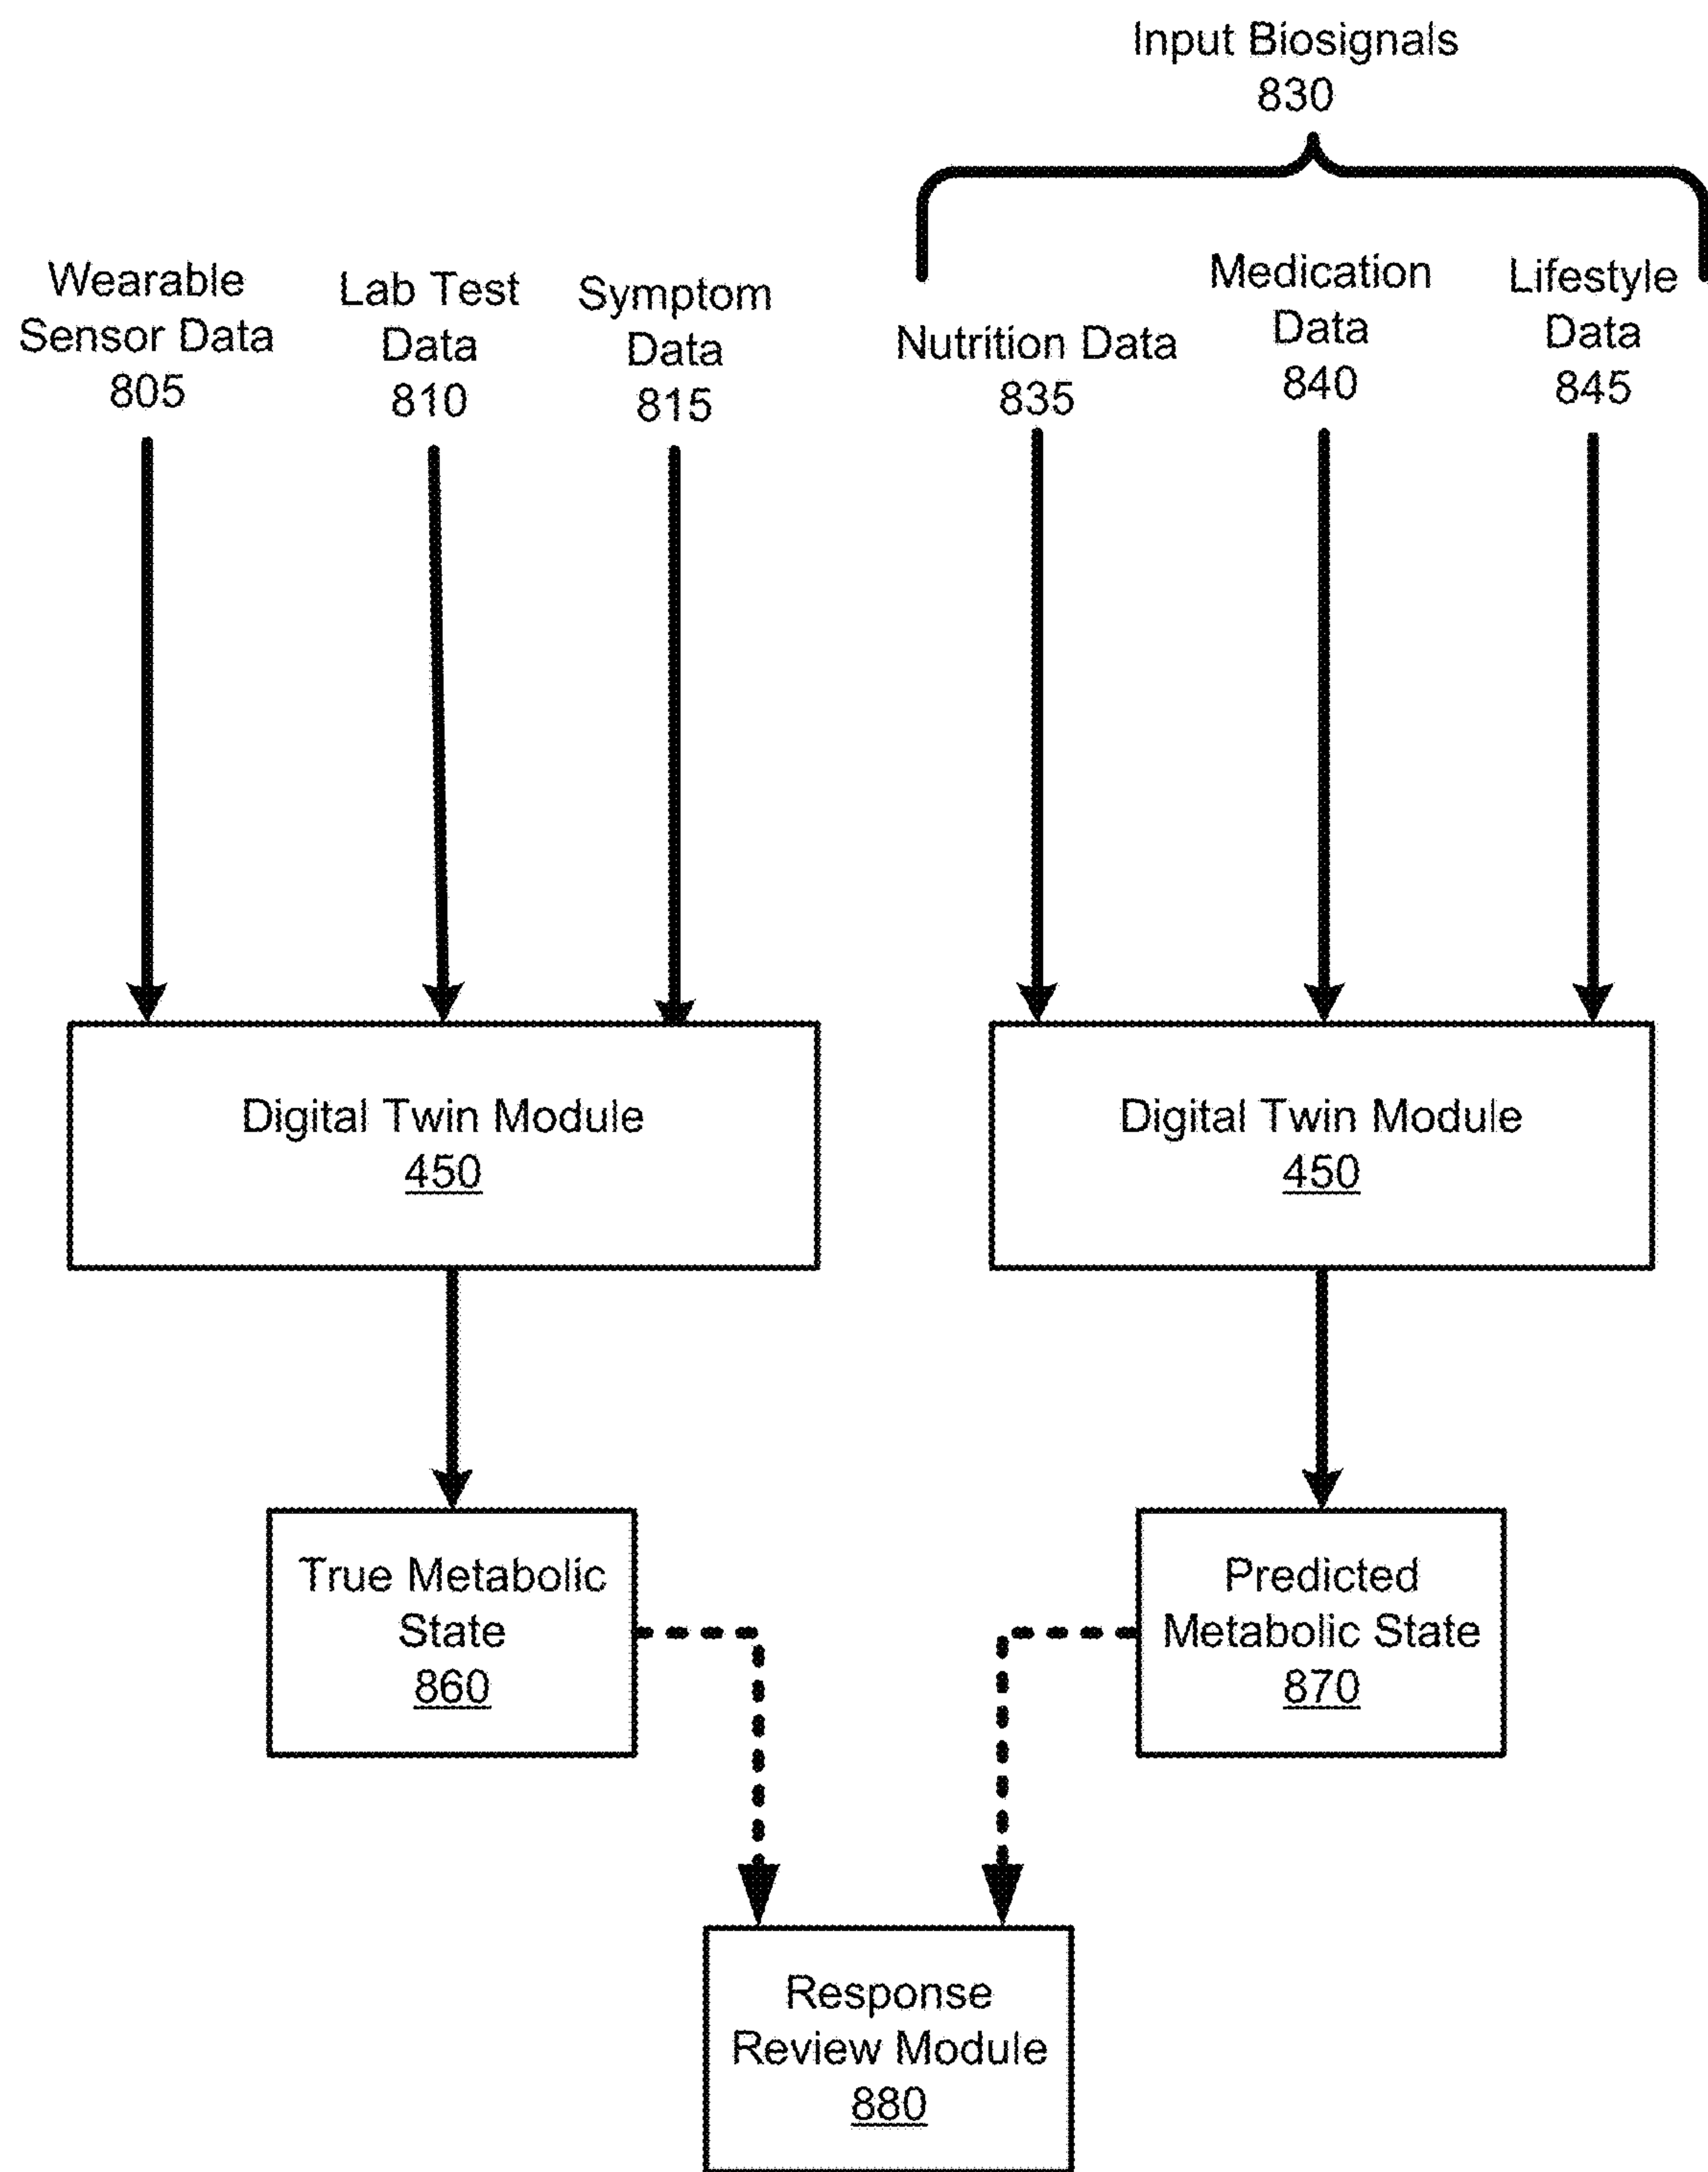 Input Biosignals
830
Wearable
Sensor Data
805
Lab Test
Data
810
Symptom
Data
815
Nutrition Data
835
Medication
Data
840
Lifestyle
Data
845
Digital Twin Module
450
Digital Twin Module
450
True Metabolic
State
860
Predicted
Metabolic State
870
Response
Review Module
880